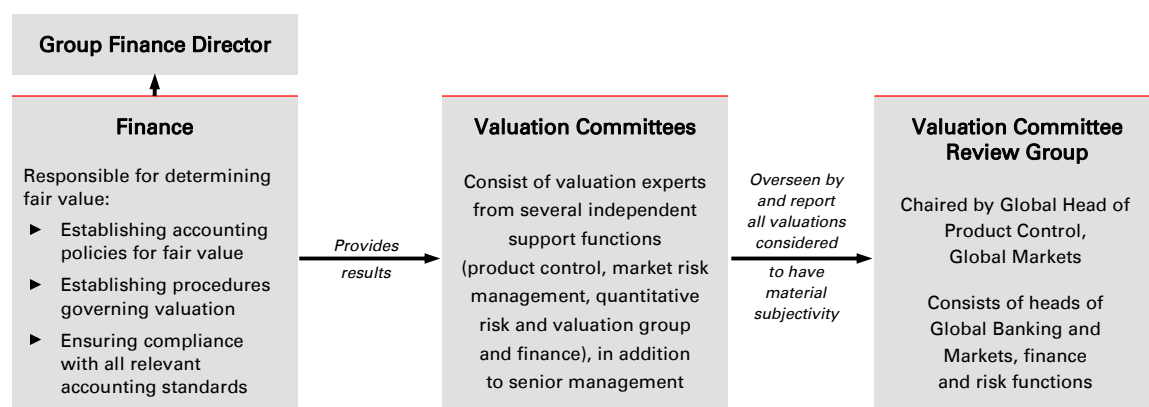 Group Finance Director
Finance
Responsible for determining
fair value:
► Establishing accounting
policies for fair value
► Establishing procedures
governing valuation
► Ensuring compliance
with all relevant
accounting standards
Provides
results
Valuation Committees
Consist of valuation experts
from several independent
support functions
(product control, market risk
management, quantitative
risk and valuation group
and finance), in addition
to senior management
Overseen by
and report
all valuations
considered
to have
material
subjectivity
Valuation Committee
Review Group
Chaired by Global Head of
Product Control,
Global Markets
Consists of heads of
Global Banking and
Markets, finance
and risk functions